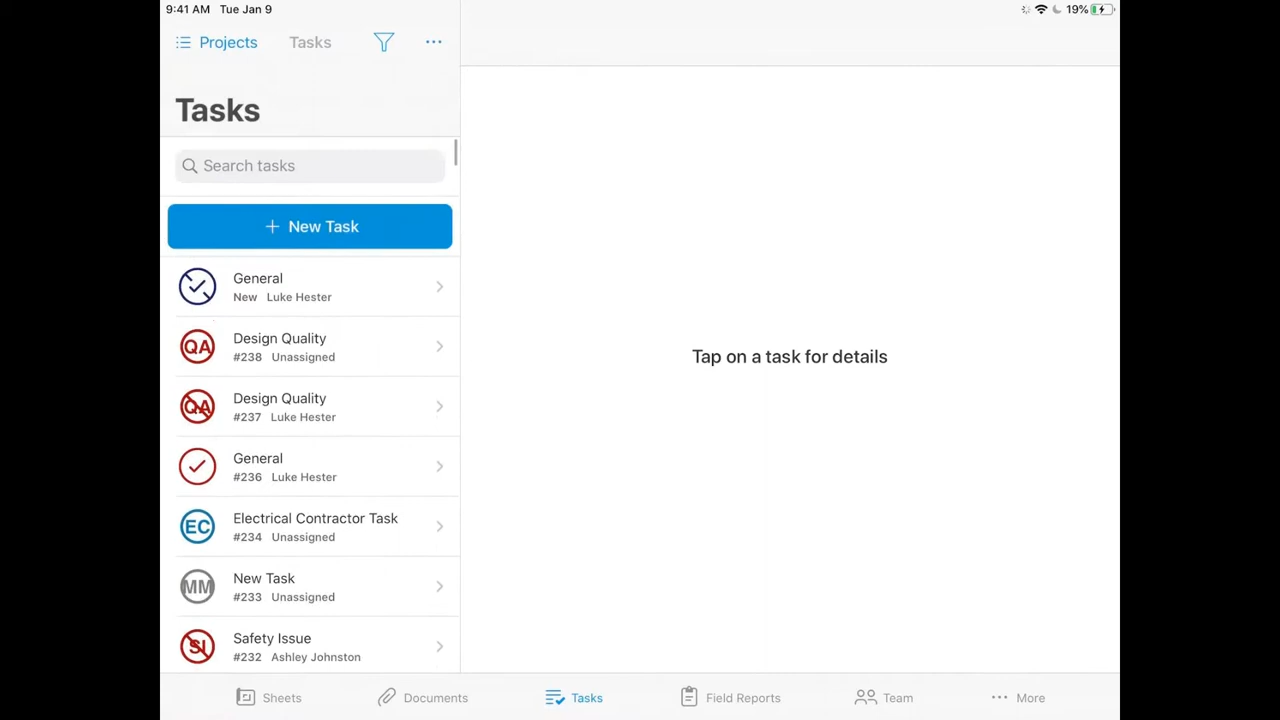 9:41 AM Tue Jan 9
19%
Projects Tasks
Tasks
Search tasks
New Task
General
New Luke Hester
QA
Design Quality
#238 Unassigned
QA
Design Quality
#237 Luke Hester
General
#236 Luke Hester
EC
Electrical Contractor Task
#234 Unassigned
MM
New Task
#233 Unassigned
SI
Safety Issue
#232 Ashley Johnston
Tap on a task for details
Sheets Documents Tasks Field Reports Team More